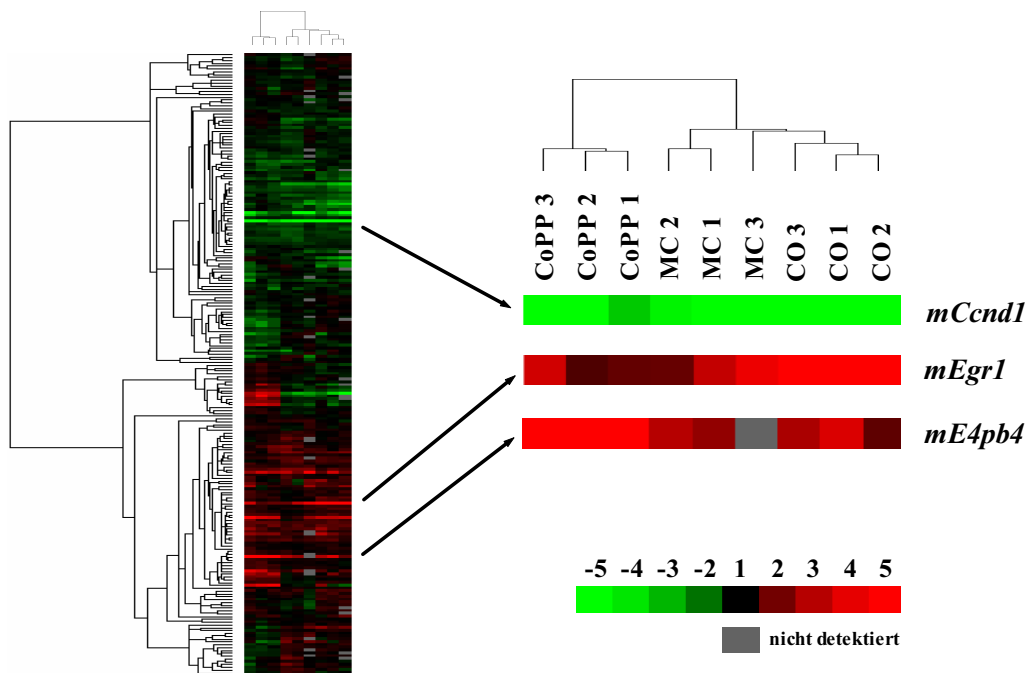 CoPP 3
CoPP 2
CoPP 1
MC 2
MC 1
MC 3
CO 3
CO 1
CO 2
mCcnd1
mEgr1
mE4pb4
-5 -4 -3 -2 1 2 3 4 5
nicht detektiert